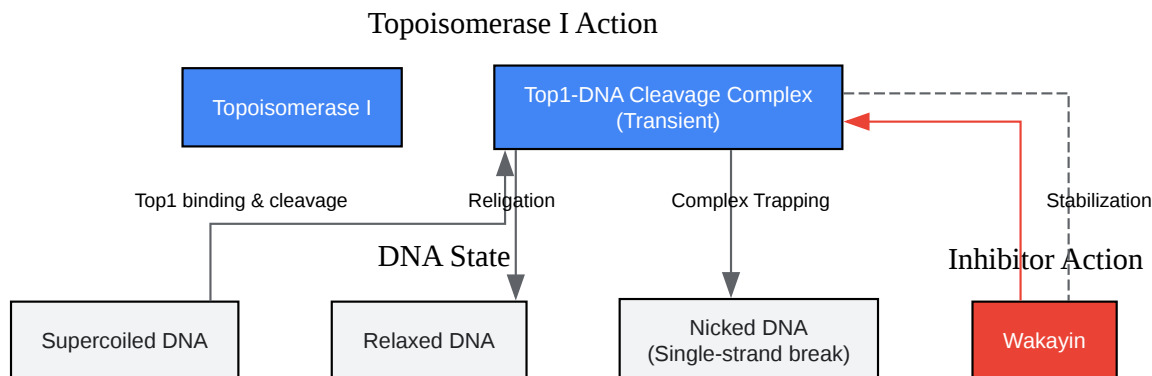 Topoisomerase I Action
Topoisomerase I
Top1-DNA Cleavage Complex
(Transient)
Top1 binding & cleavage
Religation
Complex Trapping
Stabilization
DNA State
Inhibitor Action
Supercoiled DNA
Relaxed DNA
Nicked DNA
(Single-strand break)
Wakayin